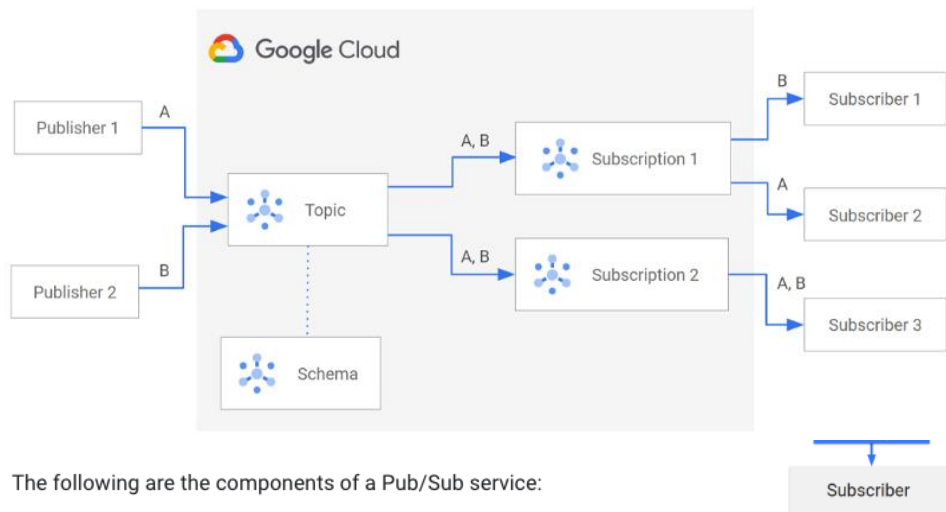 Google Cloud
B
A
Subscriber 1
Publisher 1
A, B
Subscription 1
A
Topic
Subscriber 2
B
A, B
Publisher 2
Subscription 2
A, B
Subscriber 3
Schema
The following are the components of a Pub/Sub service:
Subscriber